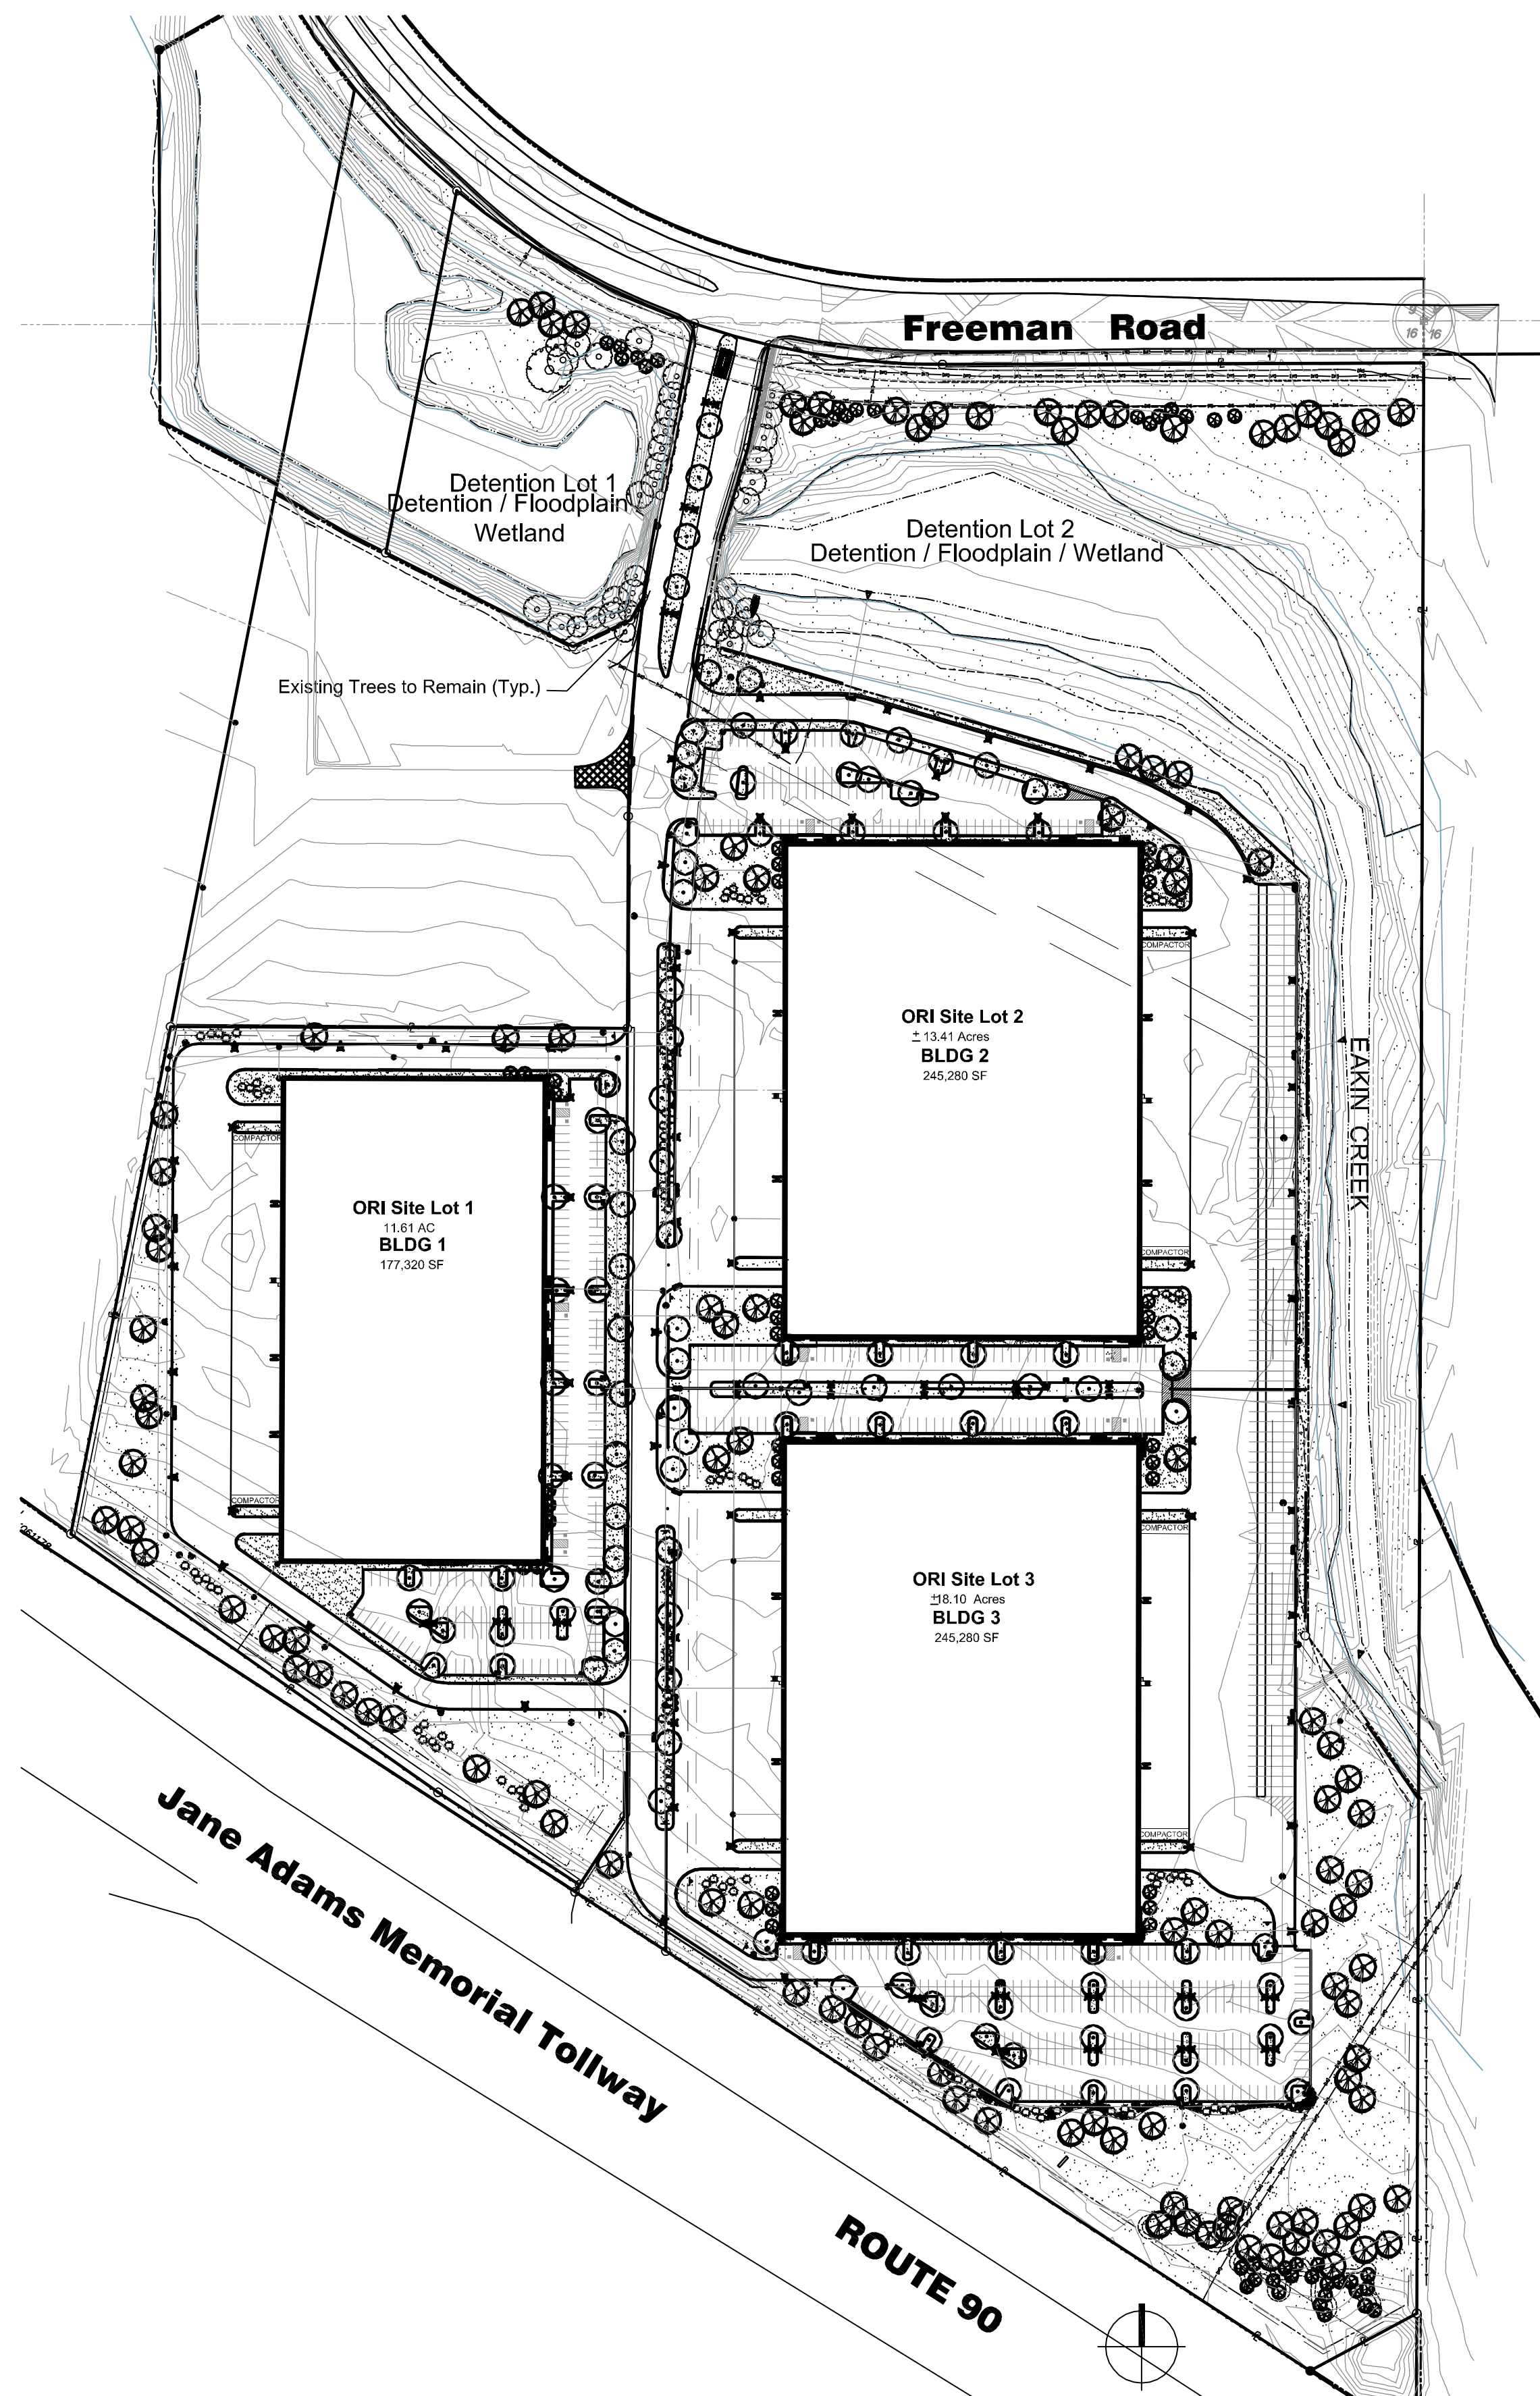 Freeman Road
9
16 16
Detention Lot 1
Detention / Floodplain
Wetland
Detention Lot 2
Detention / Floodplain / Wetland
Existing Trees to Remain (Typ.)
COMPACTOR
ORI Site Lot 2
± 13.41 Acres
BLDG 2
245,280 SF
EAKIN CREEK
COMPACTOR
COMPACTOR
ORI Site Lot 1
11.61 AC
BLDG 1
177,320 SF
COMPACTOR
COMPACTOR
ORI Site Lot 3
±18.10 Acres
BLDG 3
245,280 SF
COMPACTOR
Jane Adams Memorial Tollway
ROUTE 90